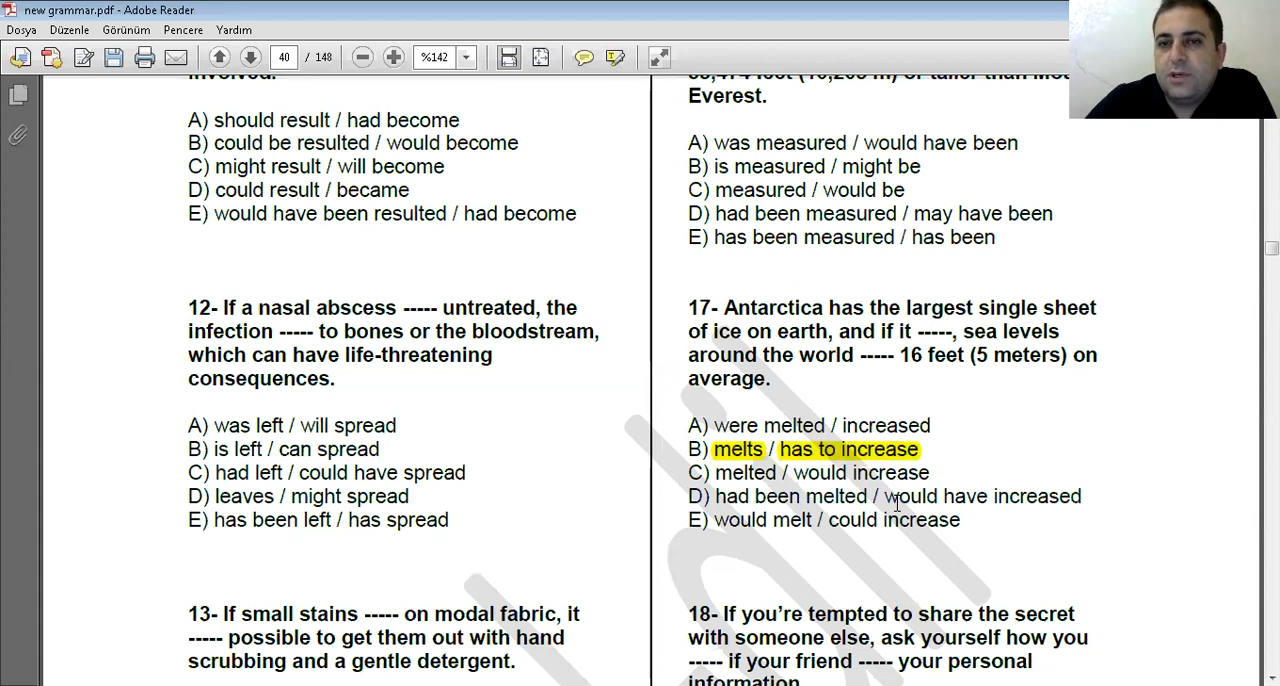 new grammar.pdf - Adobe Reader
Dosya Düzenle Görünüm Pencere Yardım
40 / 148 %142
involved.
A) should result / had become
B) could be resulted / would become
C) might result / will become
D) could result / became
E) would have been resulted / had become
12- If a nasal abscess ----- untreated, the
infection ----- to bones or the bloodstream,
which can have life-threatening
consequences.
A) was left / will spread
B) is left / can spread
C) had left / could have spread
D) leaves / might spread
E) has been left / has spread
13- If small stains ----- on modal fabric, it
----- possible to get them out with hand
scrubbing and a gentle detergent.
Everest.
A) was measured / would have been
B) is measured / might be
C) measured / would be
D) had been measured / may have been
E) has been measured / has been
17- Antarctica has the largest single sheet
of ice on earth, and if it -----, sea levels
around the world ----- 16 feet (5 meters) on
average.
A) were melted / increased
B) melts / has to increase
C) melted / would increase
D) had been melted / would have increased
E) would melt / could increase
18- If you’re tempted to share the secret
with someone else, ask yourself how you
----- if your friend ----- your personal
information